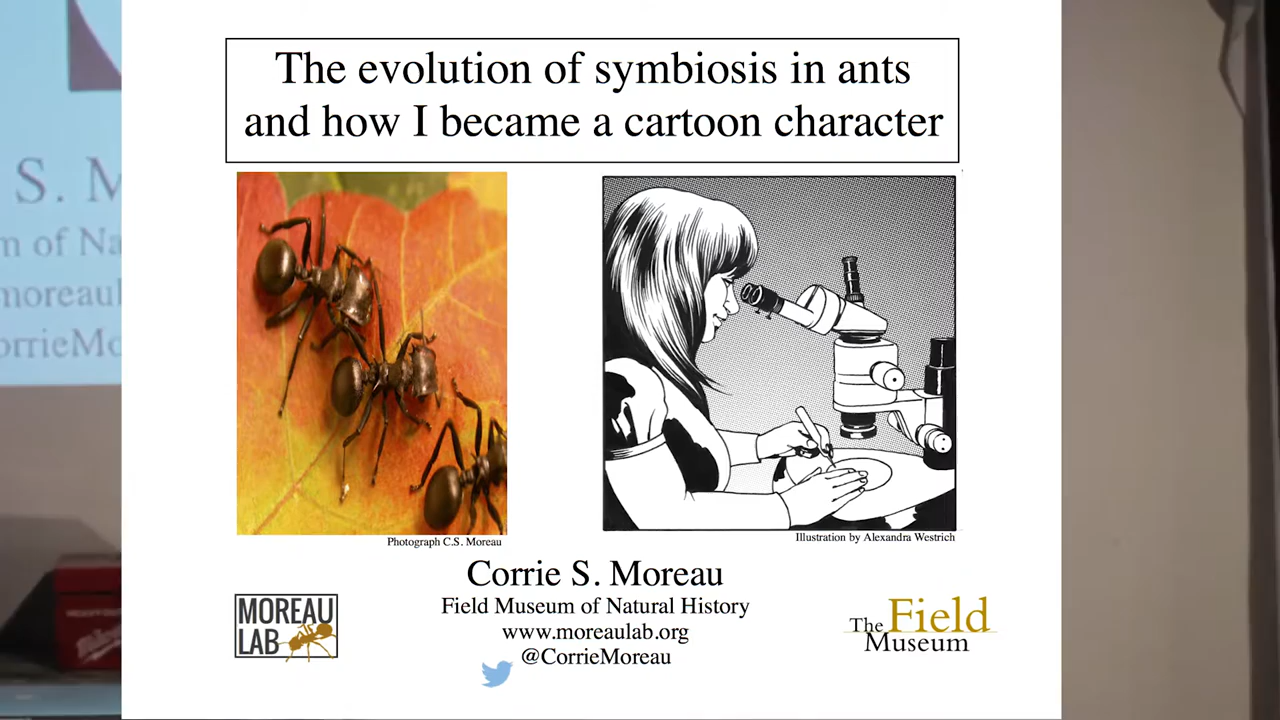 The evolution of symbiosis in ants
and how I became a cartoon character
Photograph C.S. Moreau
Illustration by Alexandra Westrich
Corrie S. Moreau
Field Museum of Natural History
www.moreaulab.org
@CorrieMoreau
MOREAU
LAB
The Field
Museum
S. M
m of Na
moreaul
orrieMo